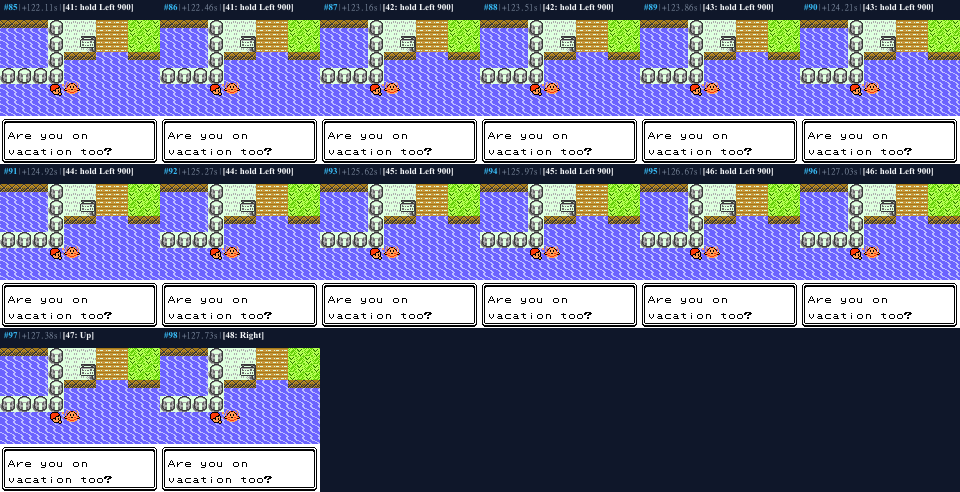 #85|+122.11s|[41: hold Left 900]
#86|+122.46s|[41: hold Left 900]
#87|+123.16s|[42: hold Left 900]
#88|+123.51s|[42: hold Left 900]
#89|+123.86s|[43: hold Left 900]
#90|+124.21s|[43: hold Left 900]
Are you on
vacation too?
Are you on
vacation too?
Are you on
vacation too?
Are you on
vacation too?
Are you on
vacation too?
Are you on
vacation too?
#91|+124.92s|[44: hold Left 900]
#92|+125.27s|[44: hold Left 900]
#93|+125.62s|[45: hold Left 900]
#94|+125.97s|[45: hold Left 900]
#95|+126.67s|[46: hold Left 900]
#96|+127.03s|[46: hold Left 900]
Are you on
vacation too?
Are you on
vacation too?
Are you on
vacation too?
Are you on
vacation too?
Are you on
vacation too?
Are you on
vacation too?
#97|+127.38s|[47: Up]
#98|+127.73s|[48: Right]
Are you on
vacation too?
Are you on
vacation too?